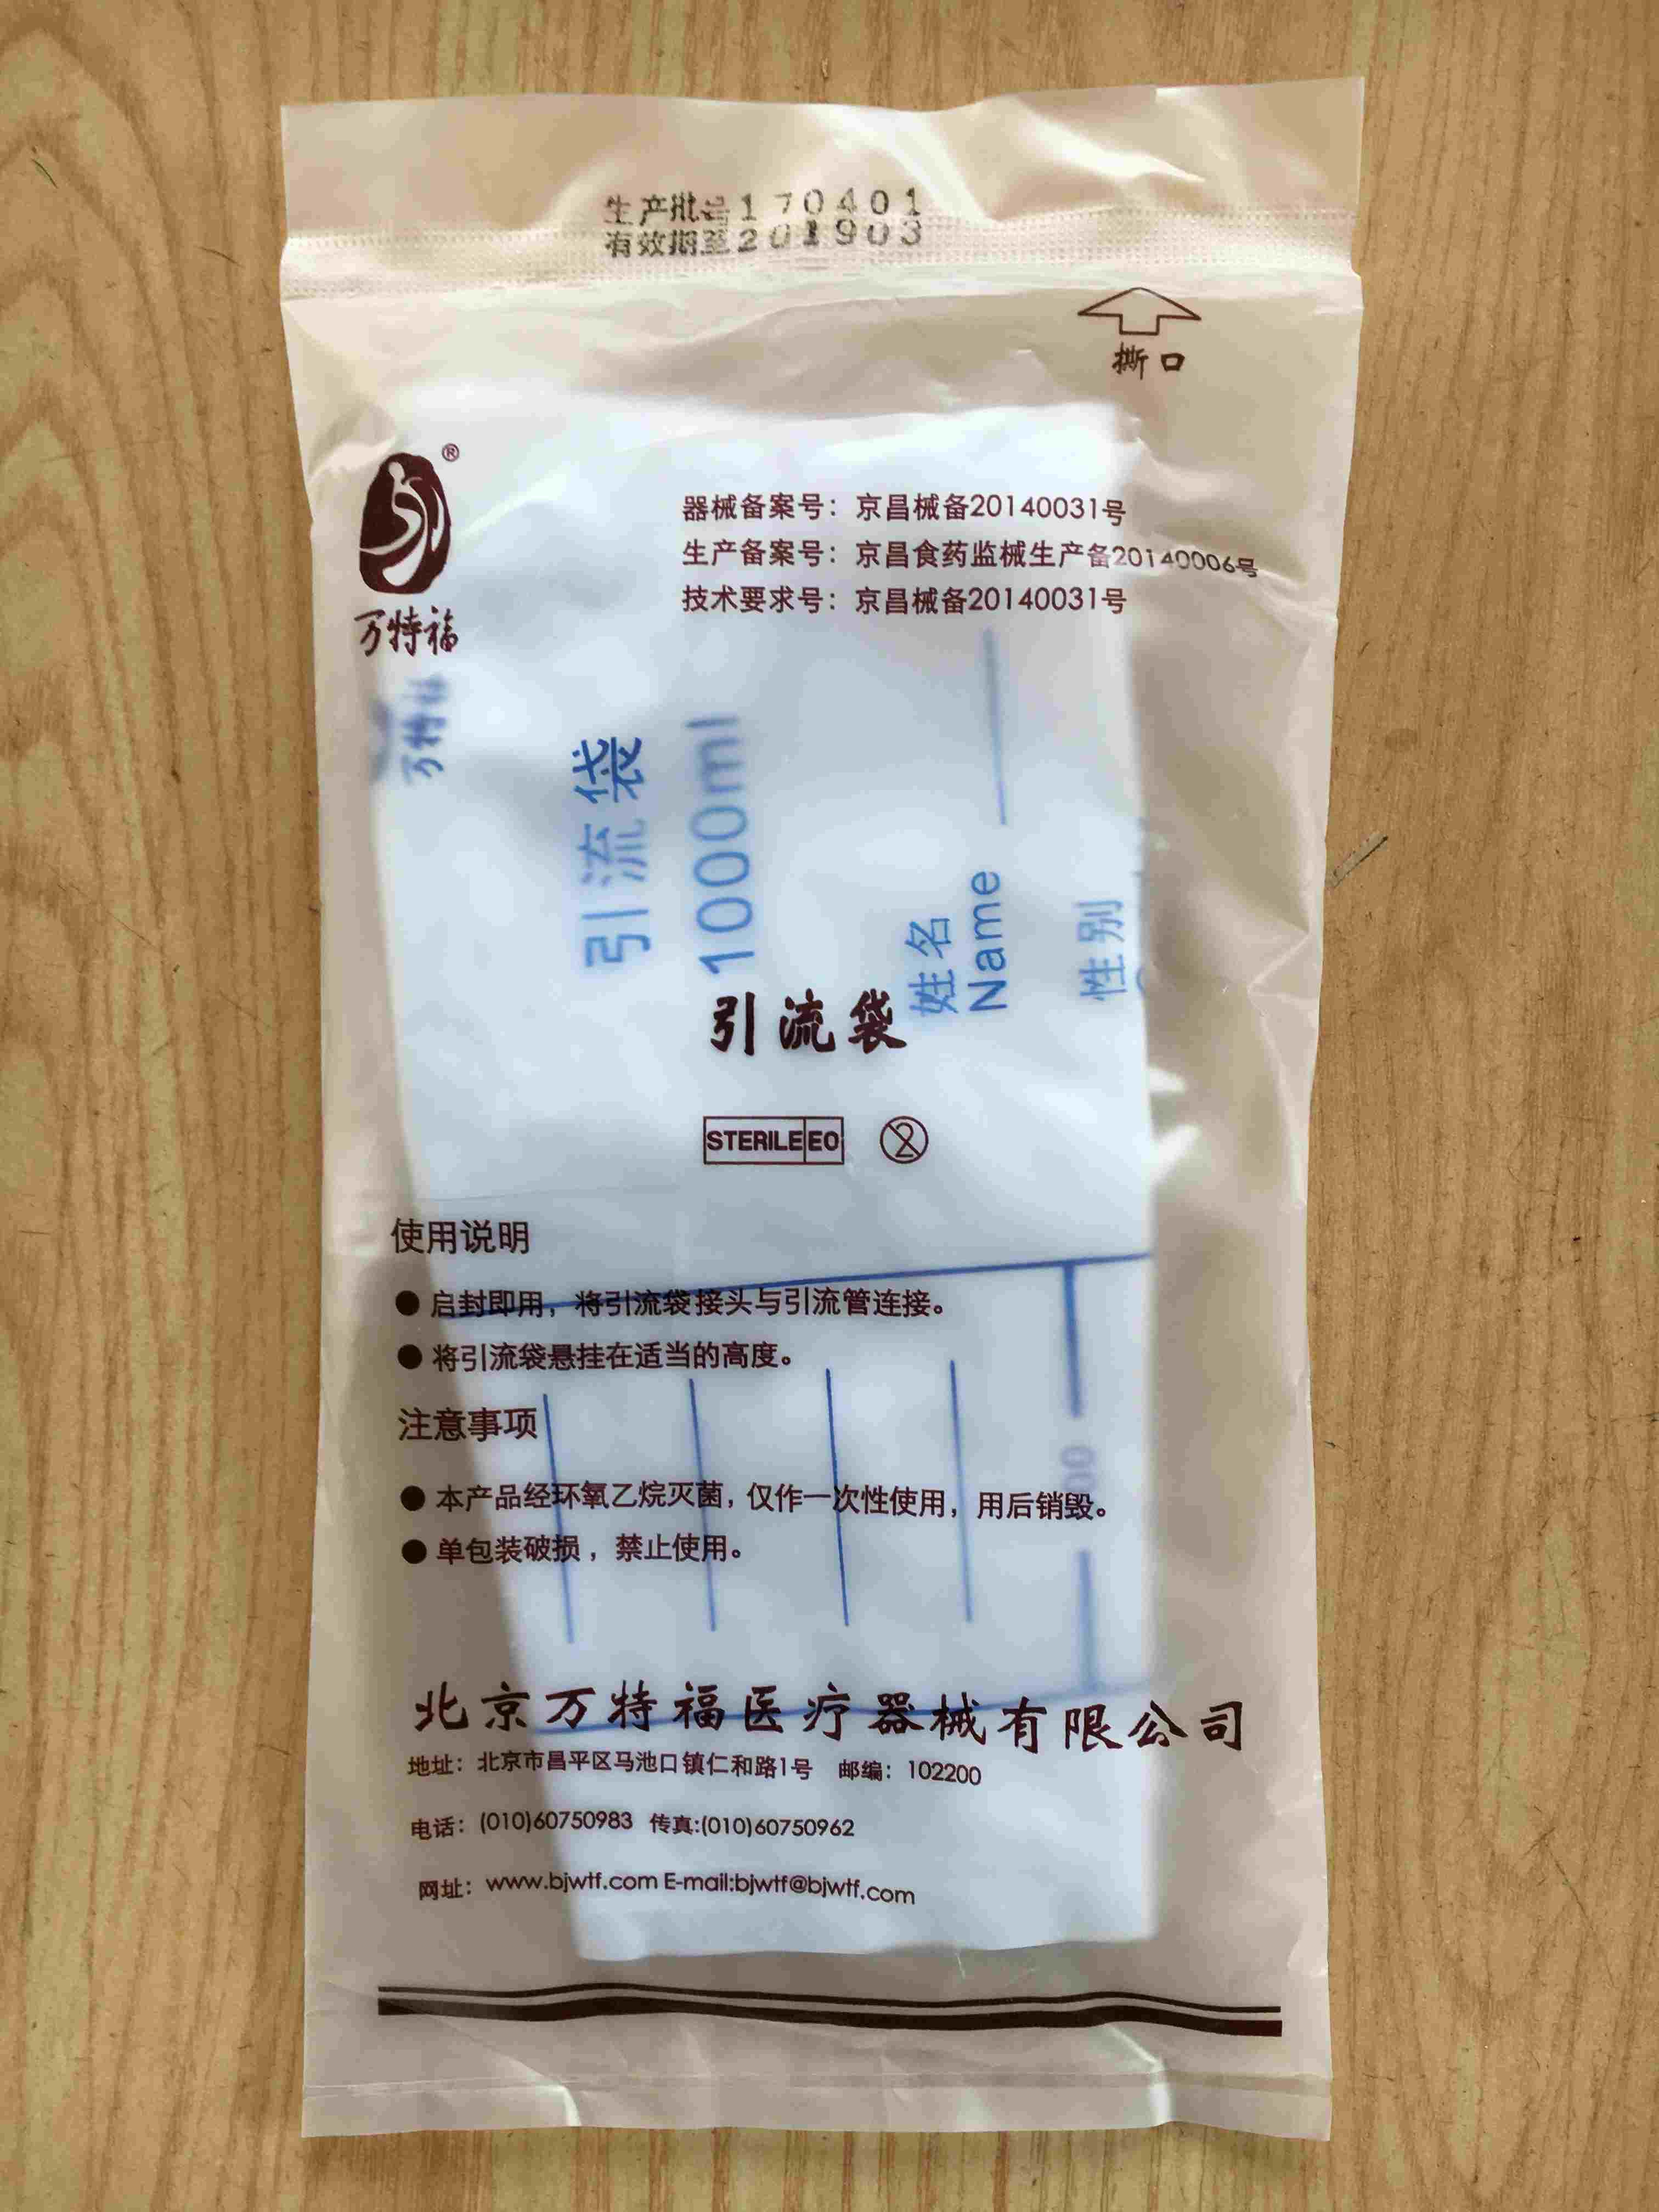 生产批号170401
有效期至201903
撕口
®
万特福
器械备案号：京昌械备20140031号
生产备案号：京昌食药监械生产备20140006号
技术要求号：京昌械备20140031号
万特
引流袋
1000ml
姓名
Name
性别
引流袋
STERILE EO
2
使用说明
● 启封即用，将引流袋接头与引流管连接。
● 将引流袋悬挂在适当的高度。
注意事项
● 本产品经环氧乙烷灭菌，仅作一次性使用，用后销毁。
● 单包装破损，禁止使用。
北京万特福医疗器械有限公司
地址：北京市昌平区马池口镇仁和路1号 邮编：102200
电话：(010)60750983 传真:(010)60750962
网址：www.bjwtf.com E-mail:bjwtf@bjwtf.com